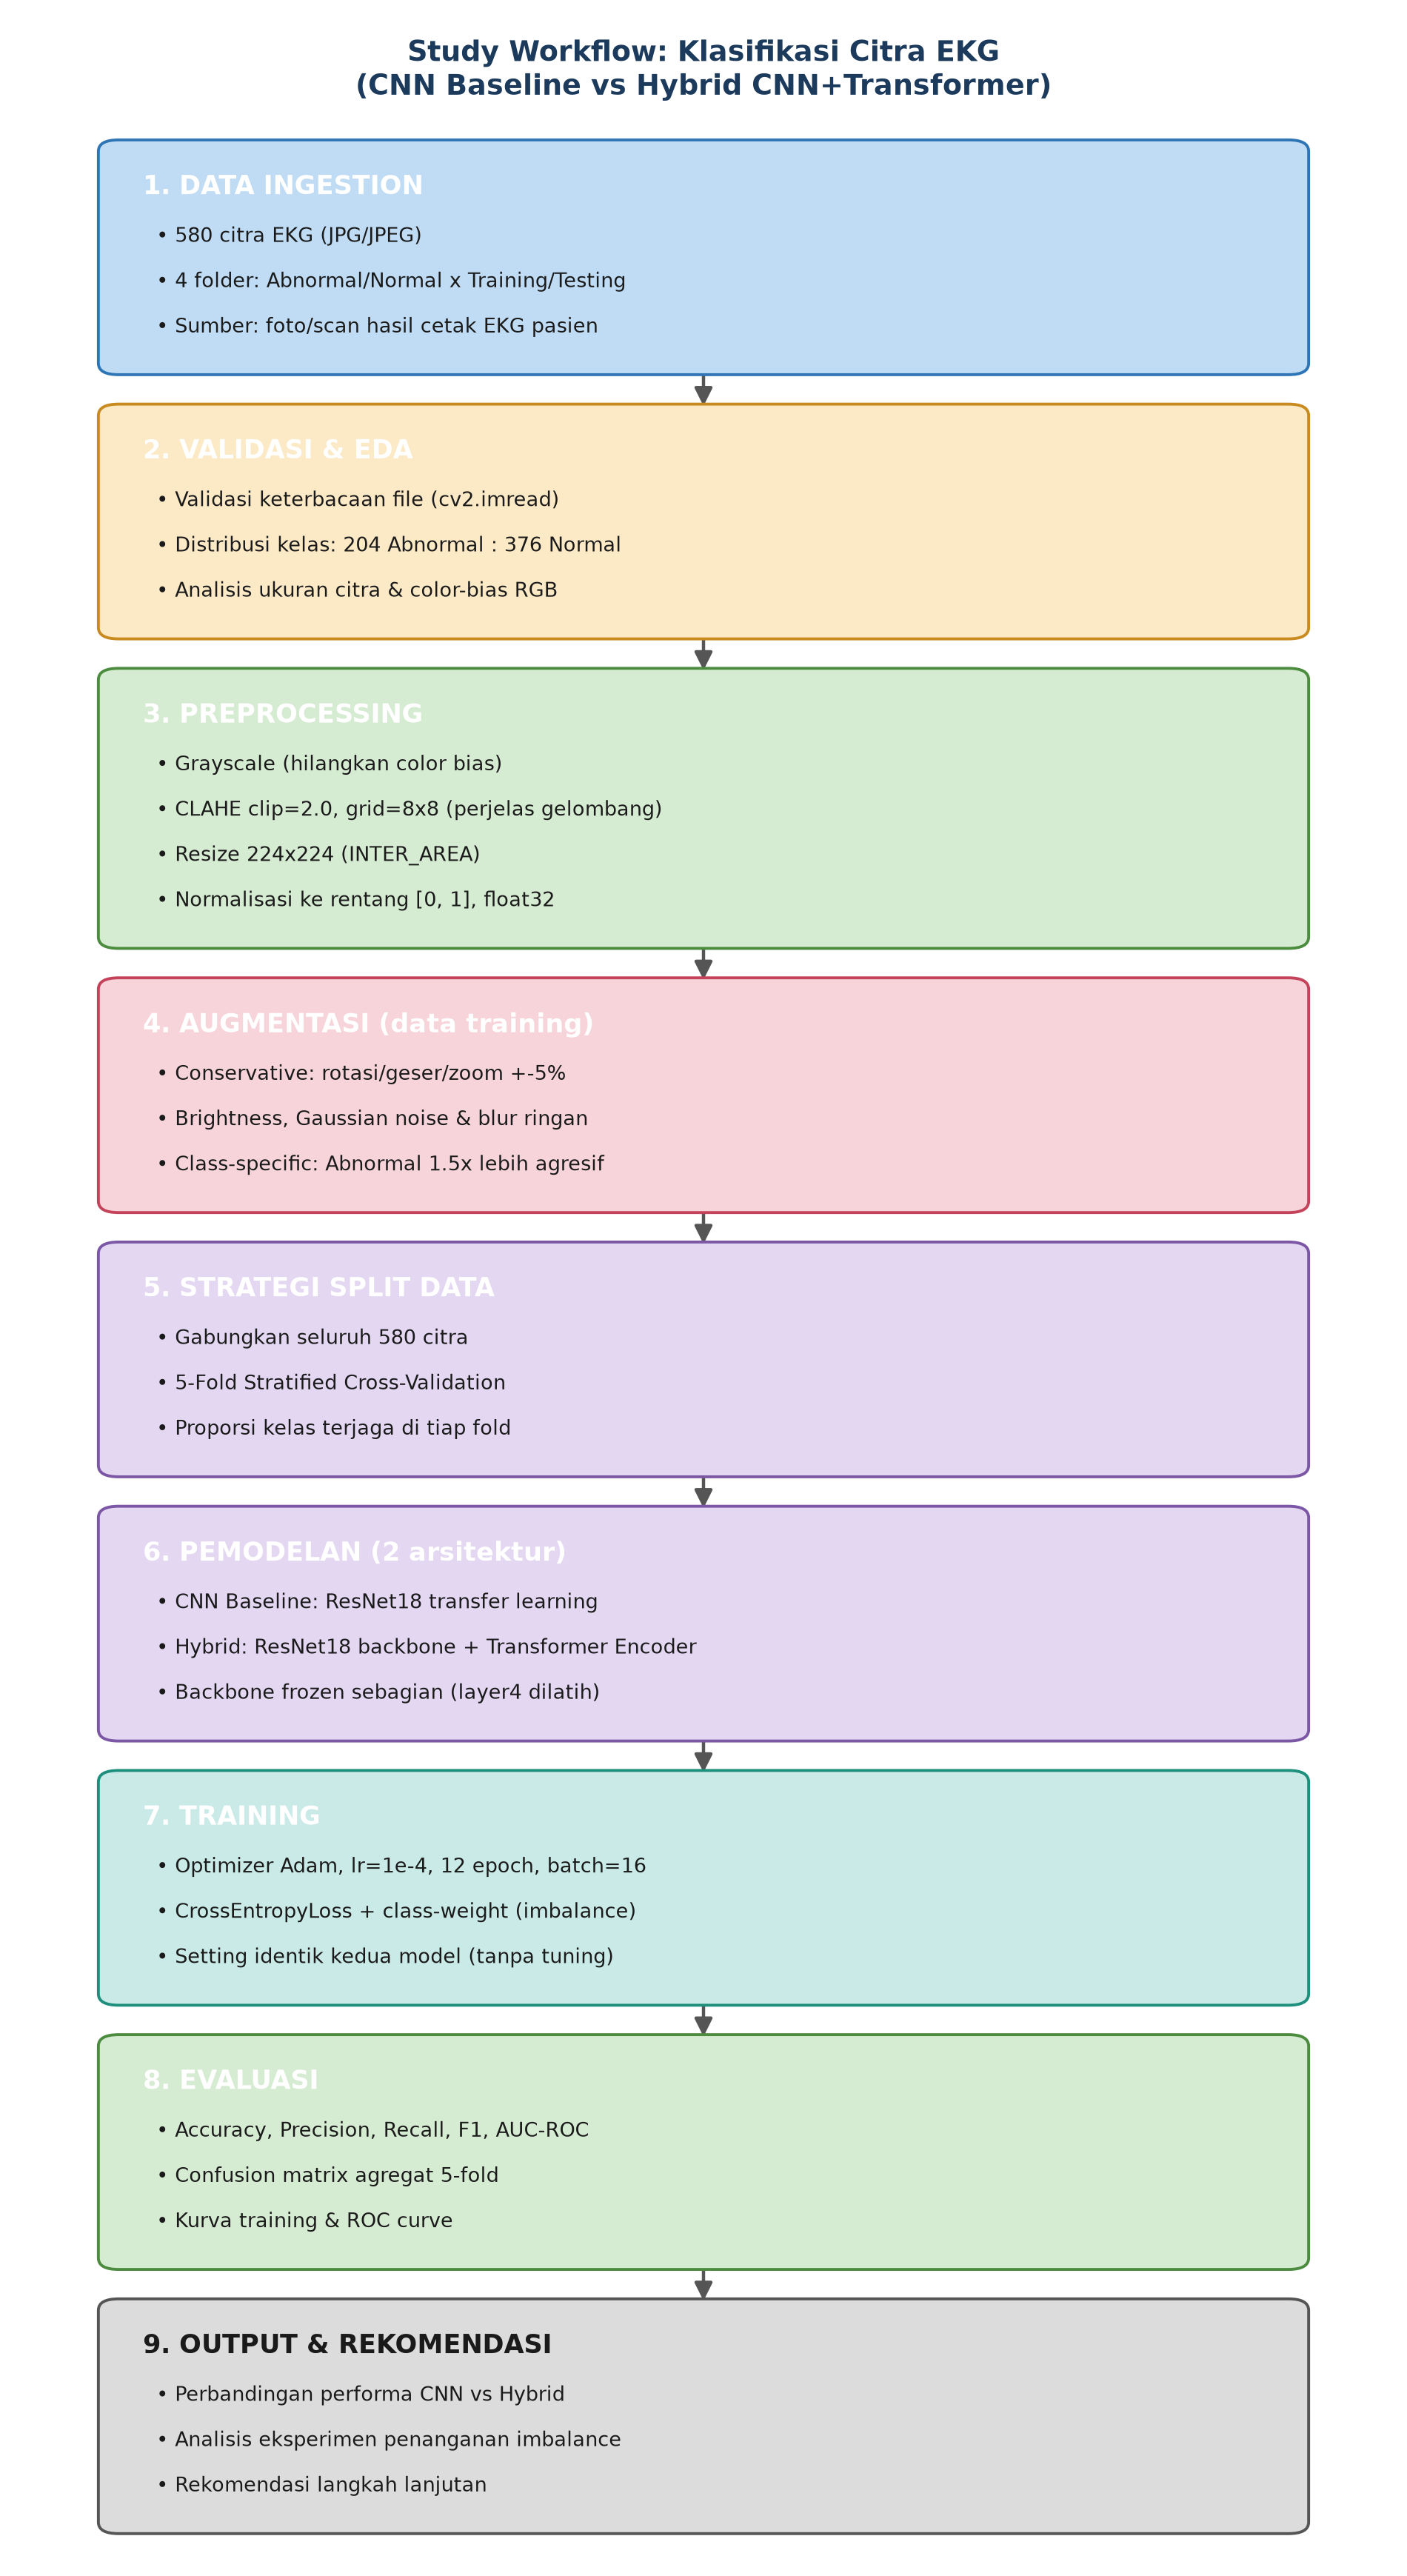 Study Workflow: Klasifikasi Citra EKG
(CNN Baseline vs Hybrid CNN+Transformer)
1. DATA INGESTION
• 580 citra EKG (JPG/JPEG)
• 4 folder: Abnormal/Normal x Training/Testing
• Sumber: foto/scan hasil cetak EKG pasien
2. VALIDASI & EDA
• Validasi keterbacaan file (cv2.imread)
• Distribusi kelas: 204 Abnormal : 376 Normal
• Analisis ukuran citra & color-bias RGB
3. PREPROCESSING
• Grayscale (hilangkan color bias)
• CLAHE clip=2.0, grid=8x8 (perjelas gelombang)
• Resize 224x224 (INTER_AREA)
• Normalisasi ke rentang [0, 1], float32
4. AUGMENTASI (data training)
• Conservative: rotasi/geser/zoom +-5%
• Brightness, Gaussian noise & blur ringan
• Class-specific: Abnormal 1.5x lebih agresif
5. STRATEGI SPLIT DATA
• Gabungkan seluruh 580 citra
• 5-Fold Stratified Cross-Validation
• Proporsi kelas terjaga di tiap fold
6. PEMODELAN (2 arsitektur)
• CNN Baseline: ResNet18 transfer learning
• Hybrid: ResNet18 backbone + Transformer Encoder
• Backbone frozen sebagian (layer4 dilatih)
7. TRAINING
• Optimizer Adam, lr=1e-4, 12 epoch, batch=16
• CrossEntropyLoss + class-weight (imbalance)
• Setting identik kedua model (tanpa tuning)
8. EVALUASI
• Accuracy, Precision, Recall, F1, AUC-ROC
• Confusion matrix agregat 5-fold
• Kurva training & ROC curve
9. OUTPUT & REKOMENDASI
• Perbandingan performa CNN vs Hybrid
• Analisis eksperimen penanganan imbalance
• Rekomendasi langkah lanjutan